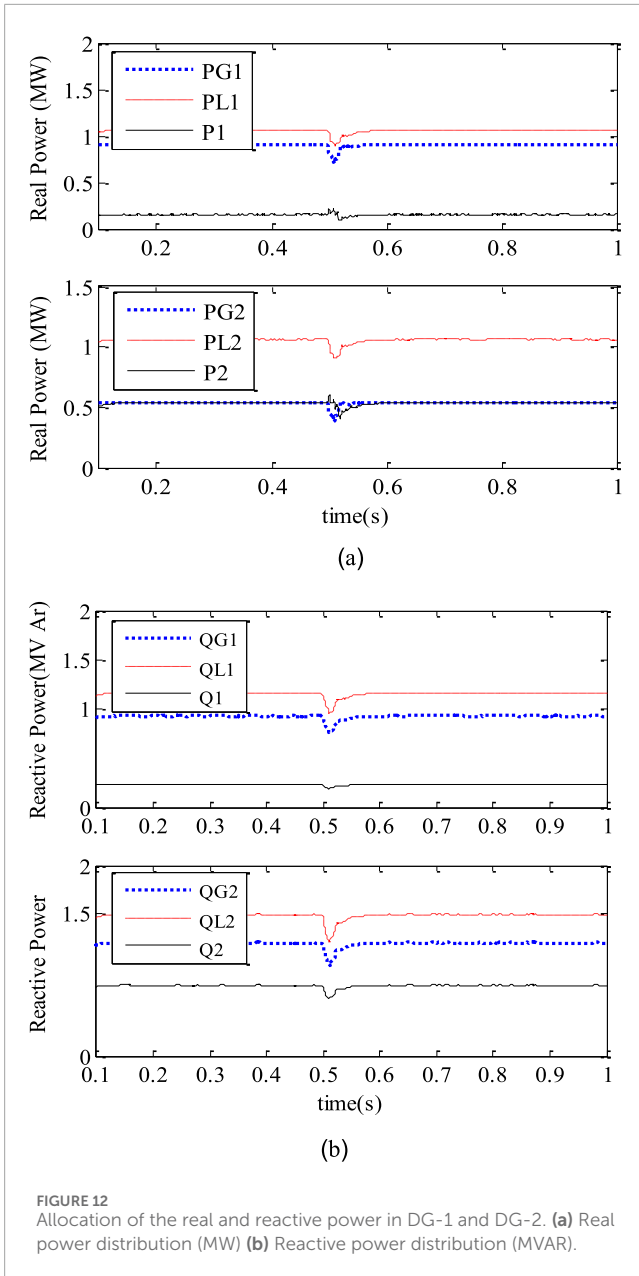 2
1.5
1
0.5
0
Real Power (MW)
PG1
PL1
P1
0.2 0.4 0.6 0.8 1
1.5
1
0.5
0
Real Power (MW)
PG2
PL2
P2
0.2 0.4 0.6 0.8 1
time(s)
(a)
2
1.5
1
0
Reactive Power(MV Ar)
QG1
QL1
Q1
0.1 0.2 0.3 0.4 0.5 0.6 0.7 0.8 0.9 1
2
1.5
0
Reactive Power
QG2
QL2
Q2
0.1 0.2 0.3 0.4 0.5 0.6 0.7 0.8 0.9 1
time(s)
(b)
FIGURE 12
Allocation of the real and reactive power in DG-1 and DG-2. (a) Real
power distribution (MW) (b) Reactive power distribution (MVAR).